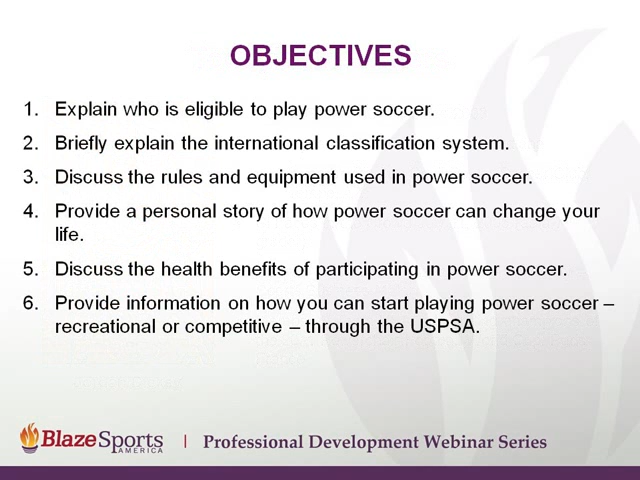 OBJECTIVES
1. Explain who is eligible to play power soccer.
2. Briefly explain the international classification system.
3. Discuss the rules and equipment used in power soccer.
4. Provide a personal story of how power soccer can change your
life.
5. Discuss the health benefits of participating in power soccer.
6. Provide information on how you can start playing power soccer –
recreational or competitive – through the USPSA.
BlazeSports
AMERICA
| Professional Development Webinar Series